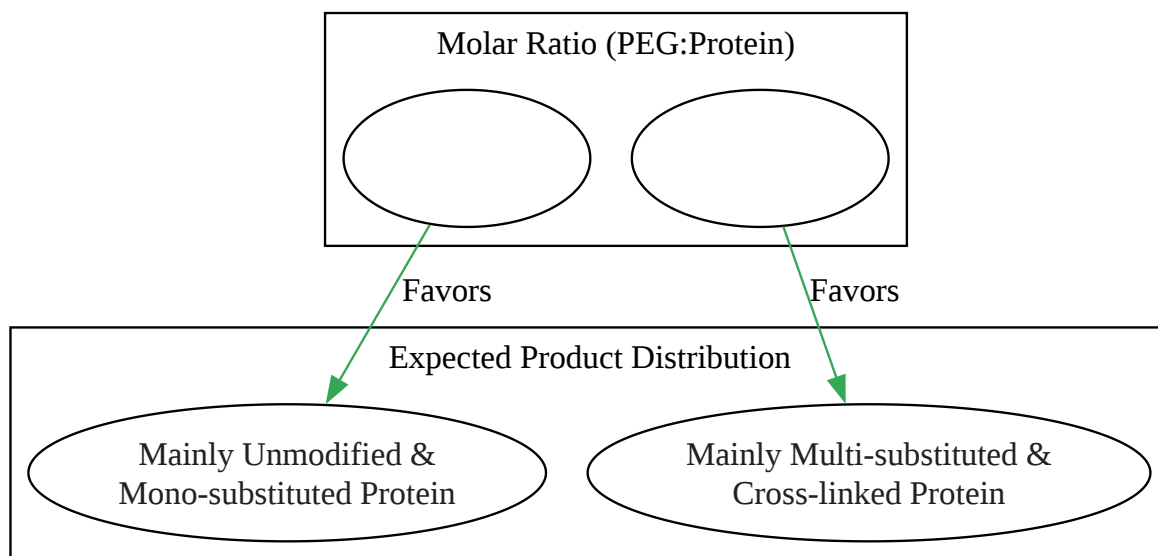 Molar Ratio (PEG:Protein)
Favors
Favors
Expected Product Distribution
Mainly Unmodified &
Mono-substituted Protein
Mainly Multi-substituted &
Cross-linked Protein